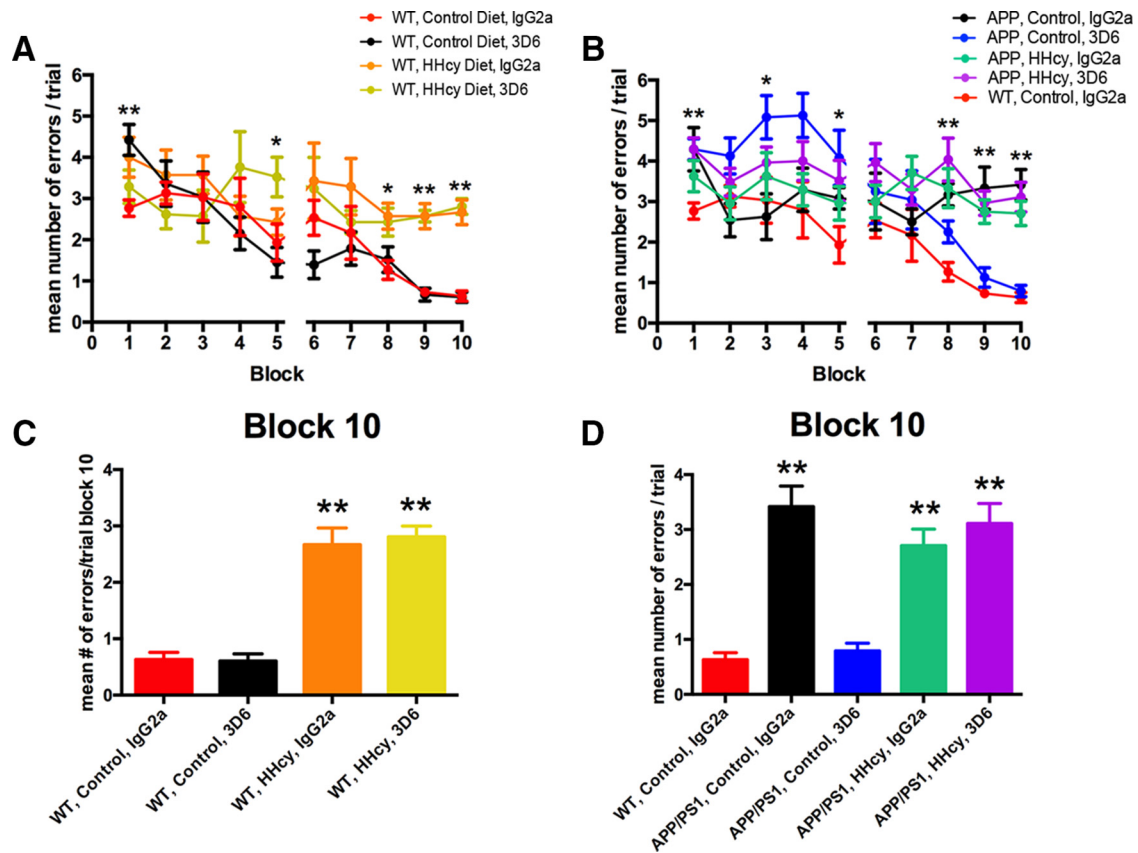 WT, Control Diet, IgG2a
WT, Control Diet, 3D6
WT, HHcy Diet, IgG2a
WT, HHcy Diet, 3D6
A
mean number of errors / trial
6
5
4
3
2
1
0
** * * ** **
0 1 2 3 4 5 6 7 8 9 10
Block
APP, Control, IgG2a
APP, Control, 3D6
APP, HHcy, IgG2a
APP, HHcy, 3D6
WT, Control, IgG2a
B
mean number of errors / trial
6
5
4
3
2
1
0
** * * ** ** **
0 1 2 3 4 5 6 7 8 9 10
Block
C
Block 10
mean # of errors/trial block 10
4
3
2
1
0
** **
WT, Control, IgG2a
WT, Control, 3D6
WT, HHcy, IgG2a
WT, HHcy, 3D6
D
Block 10
mean number of errors / trial
4
3
2
1
0
** ** **
WT, Control, IgG2a
APP/PS1, Control, IgG2a
APP/PS1, Control, 3D6
APP/PS1, HHcy, IgG2a
APP/PS1, HHcy, 3D6